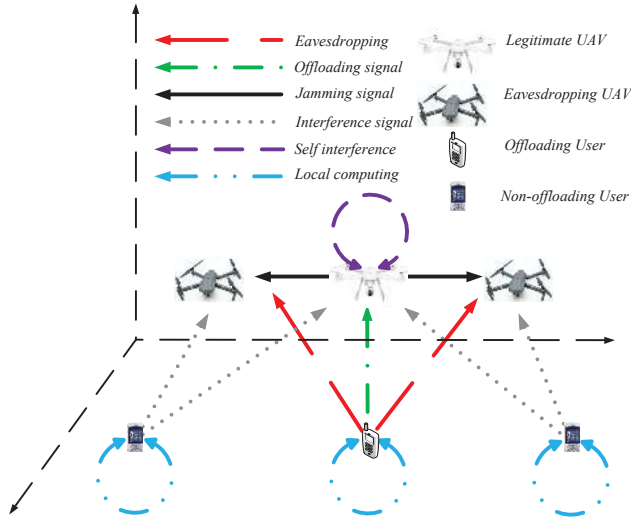 Eavesdropping
Offloading signal
Jamming signal
Interference signal
Self interference
Local computing
Legitimate UAV
Eavesdropping UAV
Offloading User
Non-offloading User